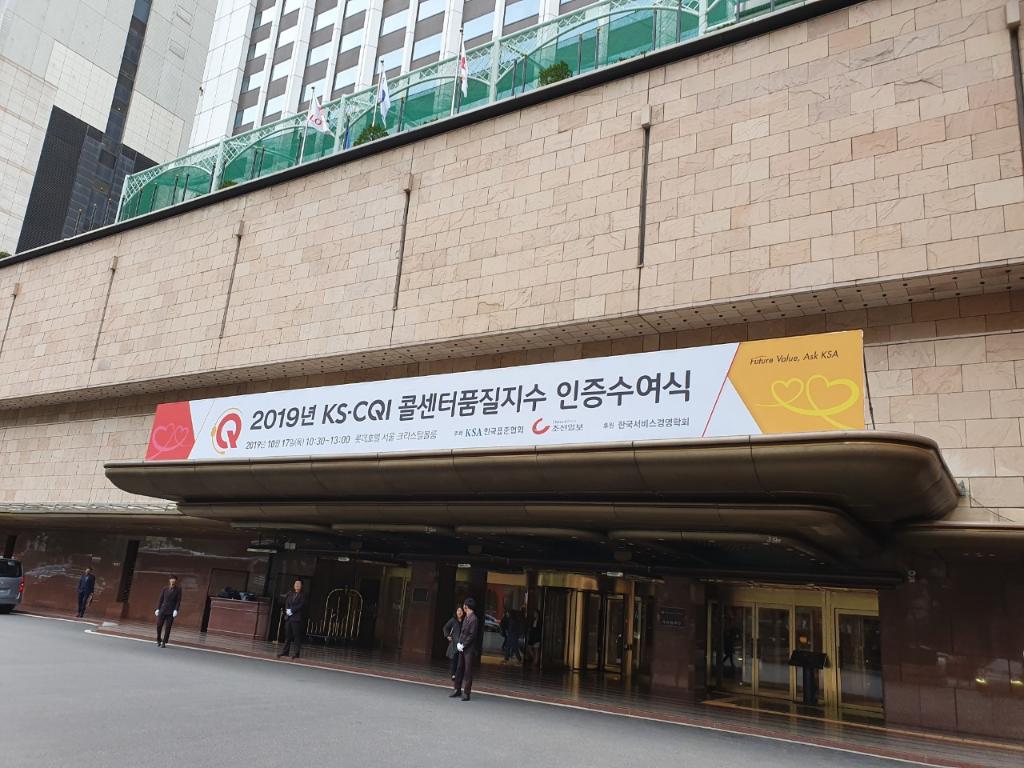 Future Value, Ask KSA
2019년 KS·CQI 콜센터품질지수 인증수여식
2019년 10월 17일(목) 10:30~13:00 롯데호텔 서울 크리스탈볼룸 주최 KSA 한국표준협회 조선일보 후원 한국서비스경영학회